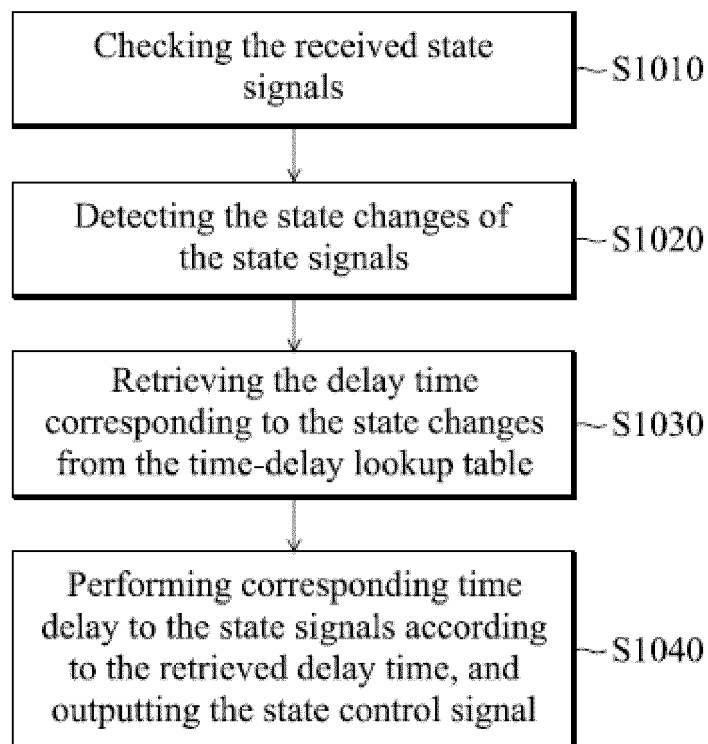 Checking the received state
signals
S1010
Detecting the state changes of
the state signals
S1020
Retrieving the delay time
corresponding to the state changes
from the time-delay lookup table
S1030
Performing corresponding time
delay to the state signals according
to the retrieved delay time, and
outputting the state control signal
S1040